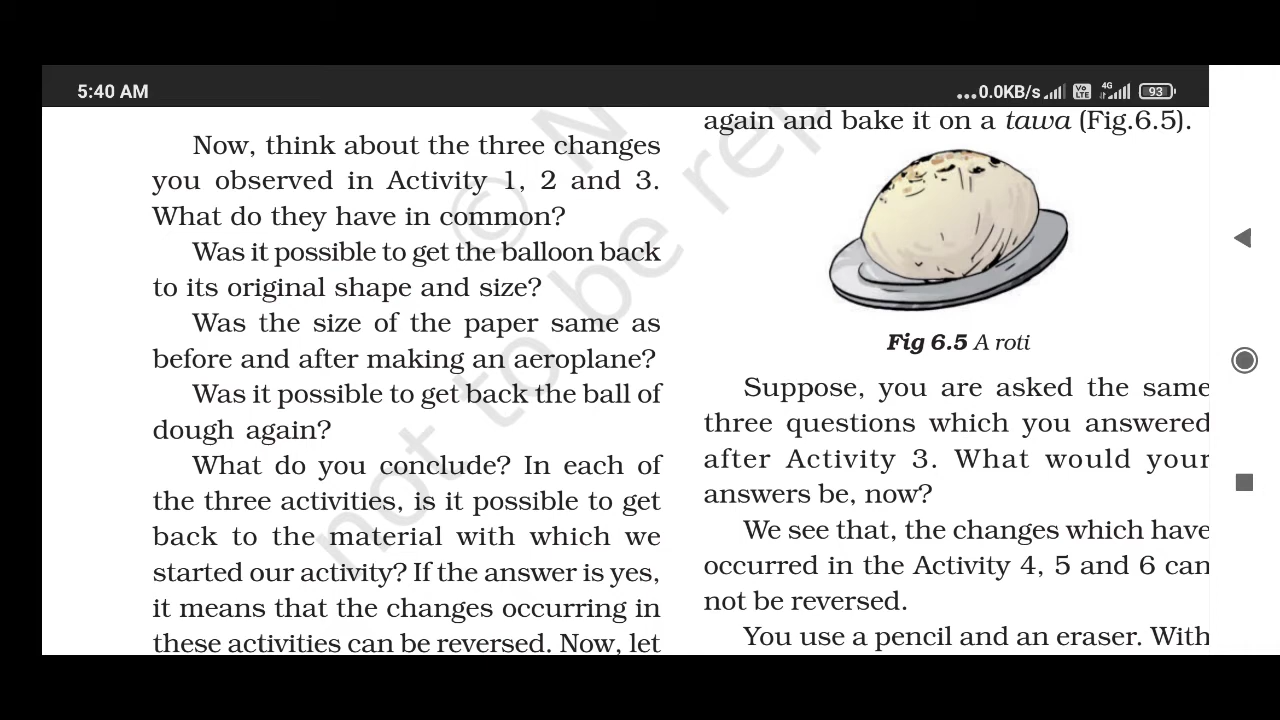 5:40 AM
...0.0KB/s
Vo LTE
4G
93
Now, think about the three changes
you observed in Activity 1, 2 and 3.
What do they have in common?
Was it possible to get the balloon back
to its original shape and size?
Was the size of the paper same as
before and after making an aeroplane?
Was it possible to get back the ball of
dough again?
What do you conclude? In each of
the three activities, is it possible to get
back to the material with which we
started our activity? If the answer is yes,
it means that the changes occurring in
these activities can be reversed. Now, let
again and bake it on a tawa (Fig.6.5).
Fig 6.5 A roti
Suppose, you are asked the same
three questions which you answered
after Activity 3. What would your
answers be, now?
We see that, the changes which have
occurred in the Activity 4, 5 and 6 can
not be reversed.
You use a pencil and an eraser. With
© N
not to be rep